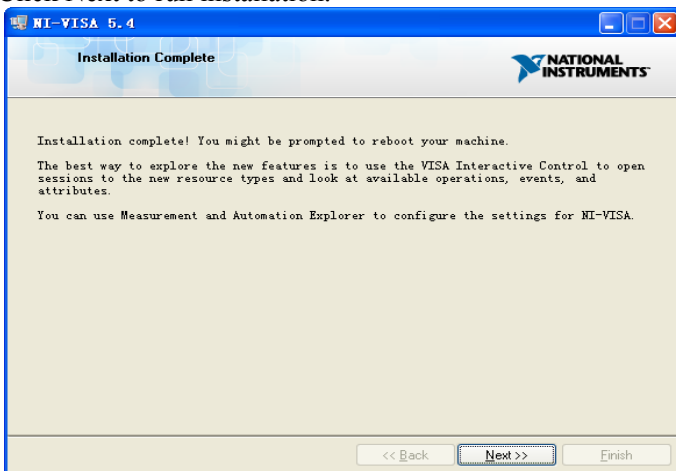 Click Next to run installation.
NI-VISA 5.4
Installation Complete
NATIONAL
INSTRUMENTS
Installation complete! You might be prompted to reboot your machine.
The best way to explore the new features is to use the VISA Interactive Control to open
sessions to the new resource types and look at available operations, events, and
attributes.
You can use Measurement and Automation Explorer to configure the settings for NI-VISA.
<< Back Next >> Finish